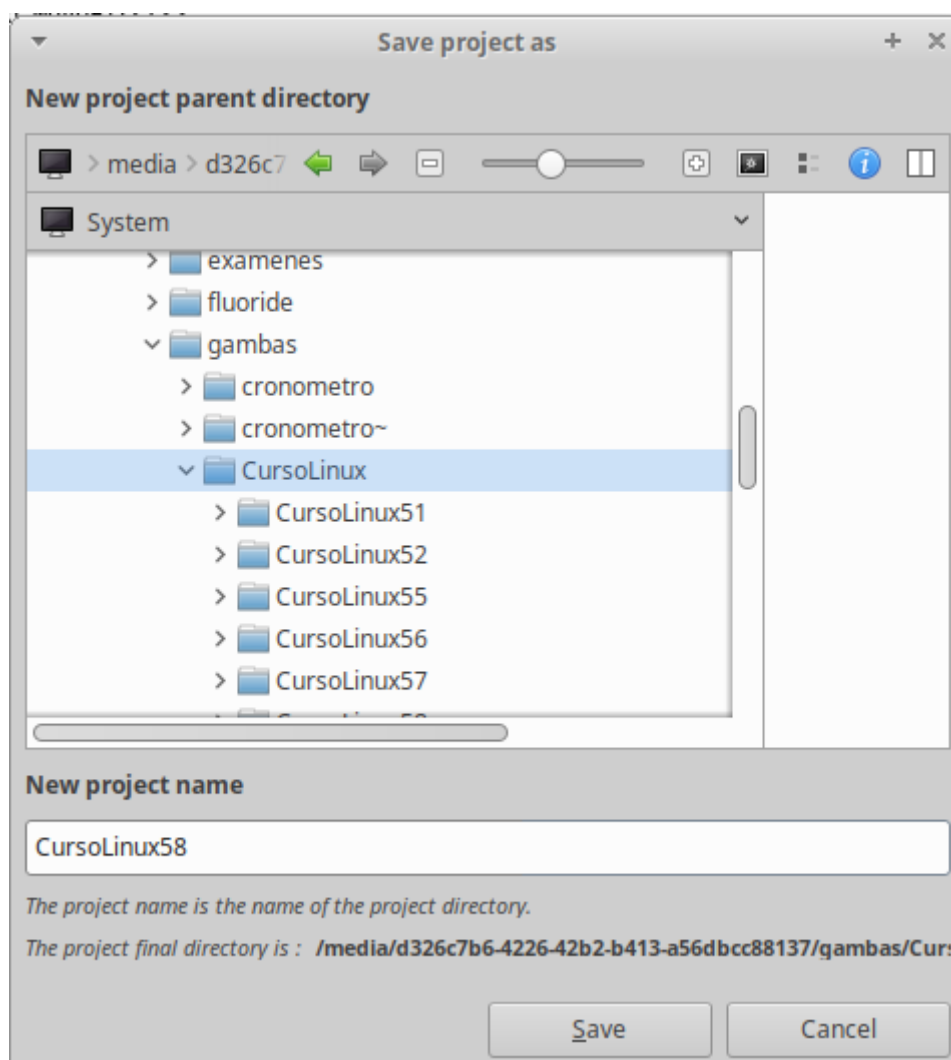 Save project as
New project parent directory
media > d326c7
System
examenes
fluoride
gambas
cronometro
cronometro~
CursoLinux
CursoLinux51
CursoLinux52
CursoLinux55
CursoLinux56
CursoLinux57
New project name
CursoLinux58
The project name is the name of the project directory.
The project final directory is : /media/d326c7b6-4226-42b2-b413-a56dbcc88137/gambas/Curs
Save Cancel